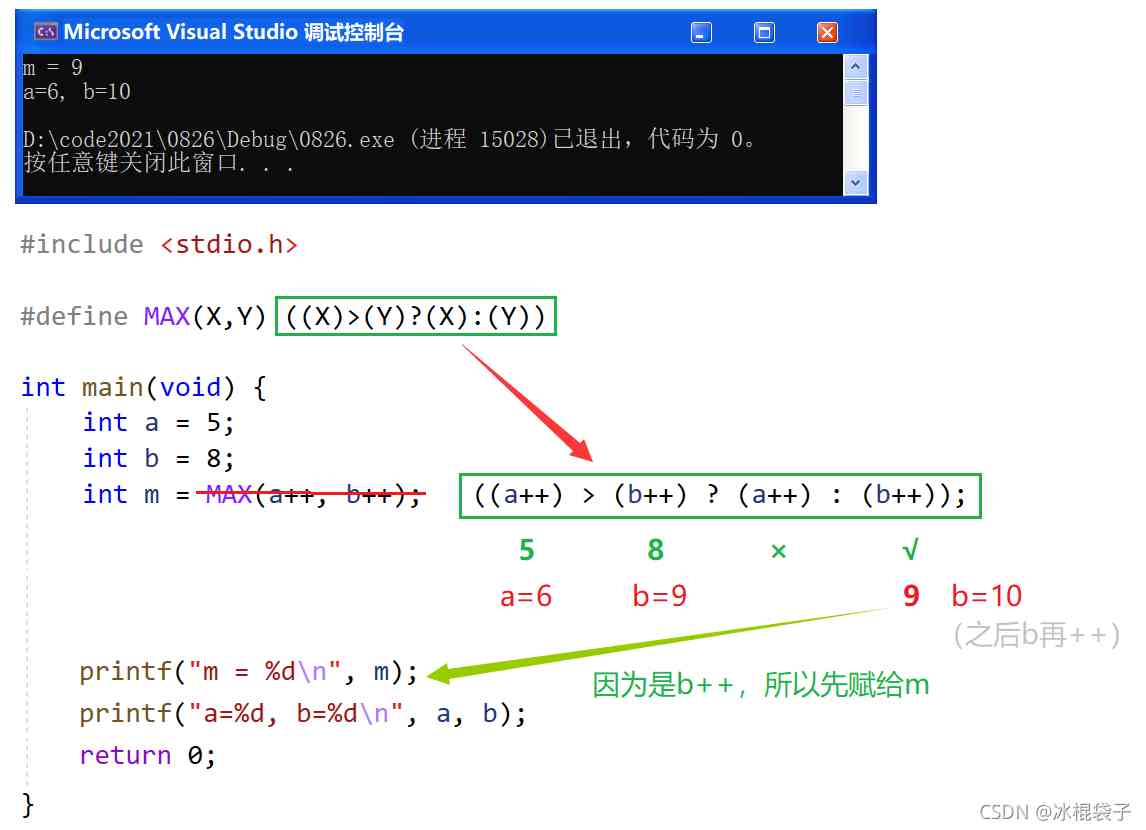 Microsoft Visual Studio 调试控制台
m = 9
a=6, b=10
D:\code2021\0826\Debug\0826.exe (进程 15028)已退出，代码为 0。
按任意键关闭此窗口. . .
#include <stdio.h>
#define MAX(X,Y) ((X)>(Y)?(X):(Y))
int main(void) {
int a = 5;
int b = 8;
int m = MAX(a++, b++); ((a++) > (b++) ? (a++) : (b++));
5 8 × √
a=6 b=9 9 b=10
(之后b再++)
printf("m = %d\n", m);
因为是b++，所以先赋给m
printf("a=%d, b=%d\n", a, b);
return 0;
}
CSDN @冰棍袋子